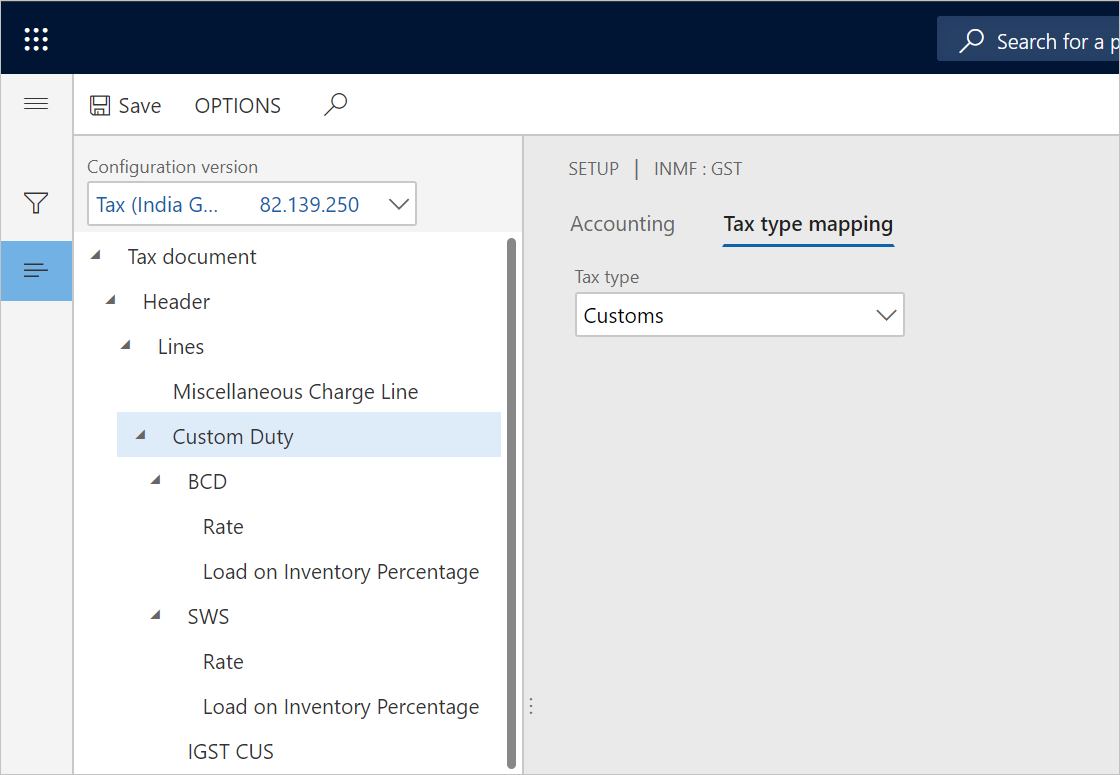 Search for a p
Save OPTIONS
Configuration version
Tax (India G... 82.139.250
Tax document
Header
Lines
Miscellaneous Charge Line
Custom Duty
BCD
Rate
Load on Inventory Percentage
SWS
Rate
Load on Inventory Percentage
IGST CUS
SETUP | INMF : GST
Accounting Tax type mapping
Tax type
Customs